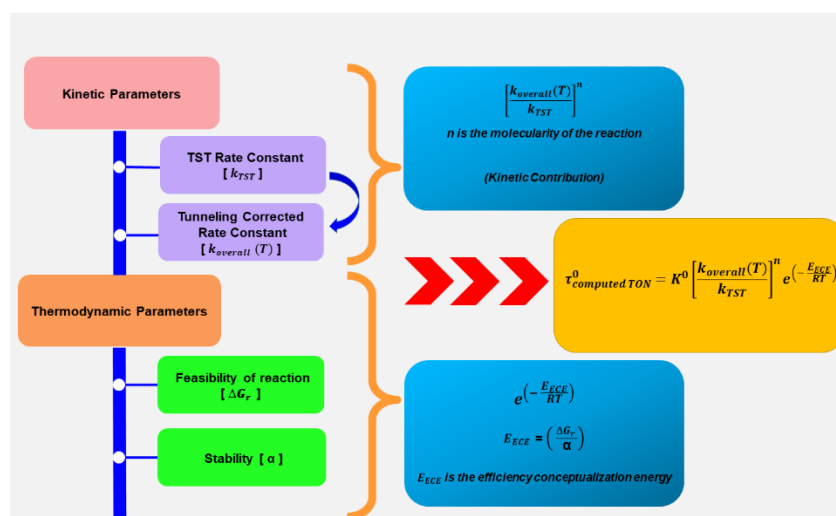 Kinetic Parameters
TST Rate Constant
[ k_TST ]
Tunneling Corrected
Rate Constant
[ k_overall (T) ]
Thermodynamic Parameters
Feasibility of reaction
[ ΔG_r ]
Stability [ α ]
[k_overall(T)/k_TST]^n
n is the molecularity of the reaction
(Kinetic Contribution)
e^(−E_ECE/RT)
E_ECE = (ΔG_r/α)
E_ECE is the efficiency conceptualization energy
τ^0_computed TON = K^0 [k_overall(T)/k_TST]^n e^(−E_ECE/RT)